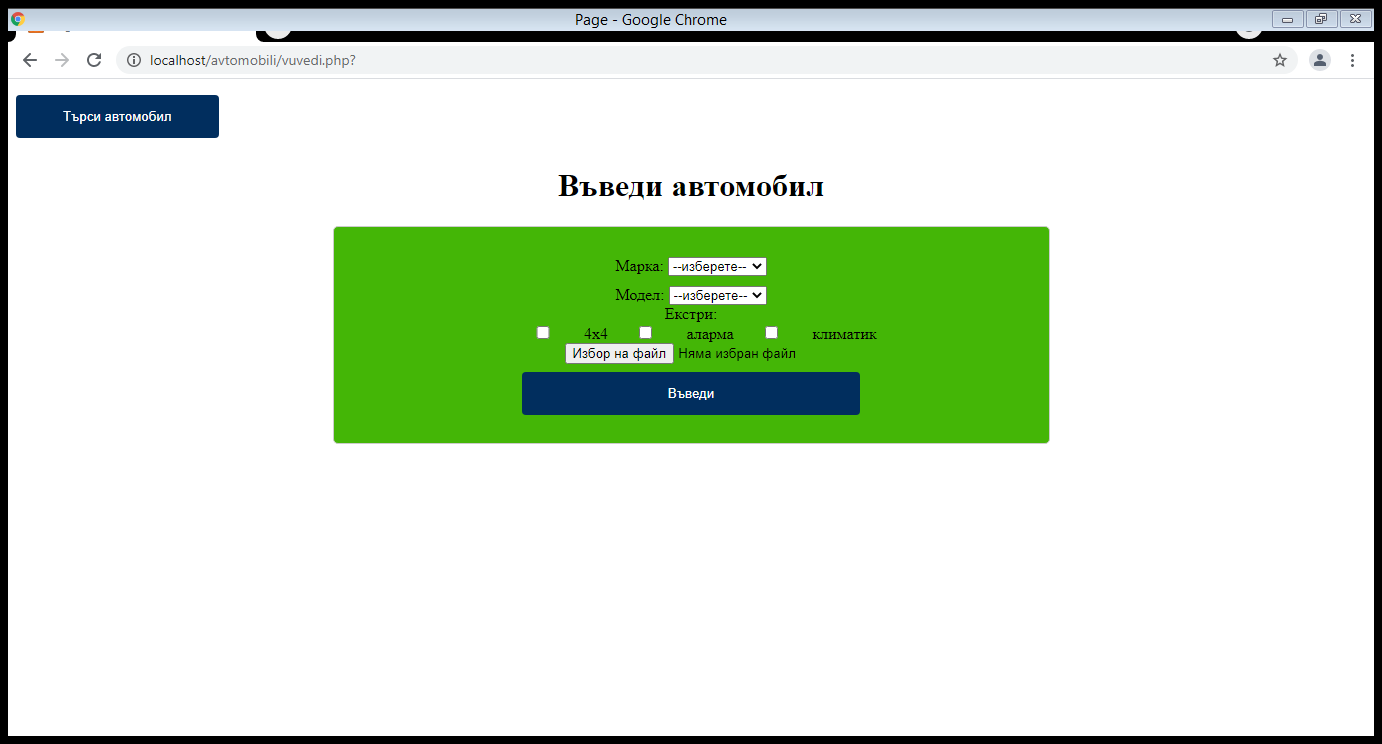 Page - Google Chrome
localhost/avtomobili/vuvedi.php?
Търси автомобил
Въведи автомобил
Марка: --изберете--
Модел: --изберете--
Екстри:
4x4 аларма климатик
Избор на файл Няма избран файл
Въведи